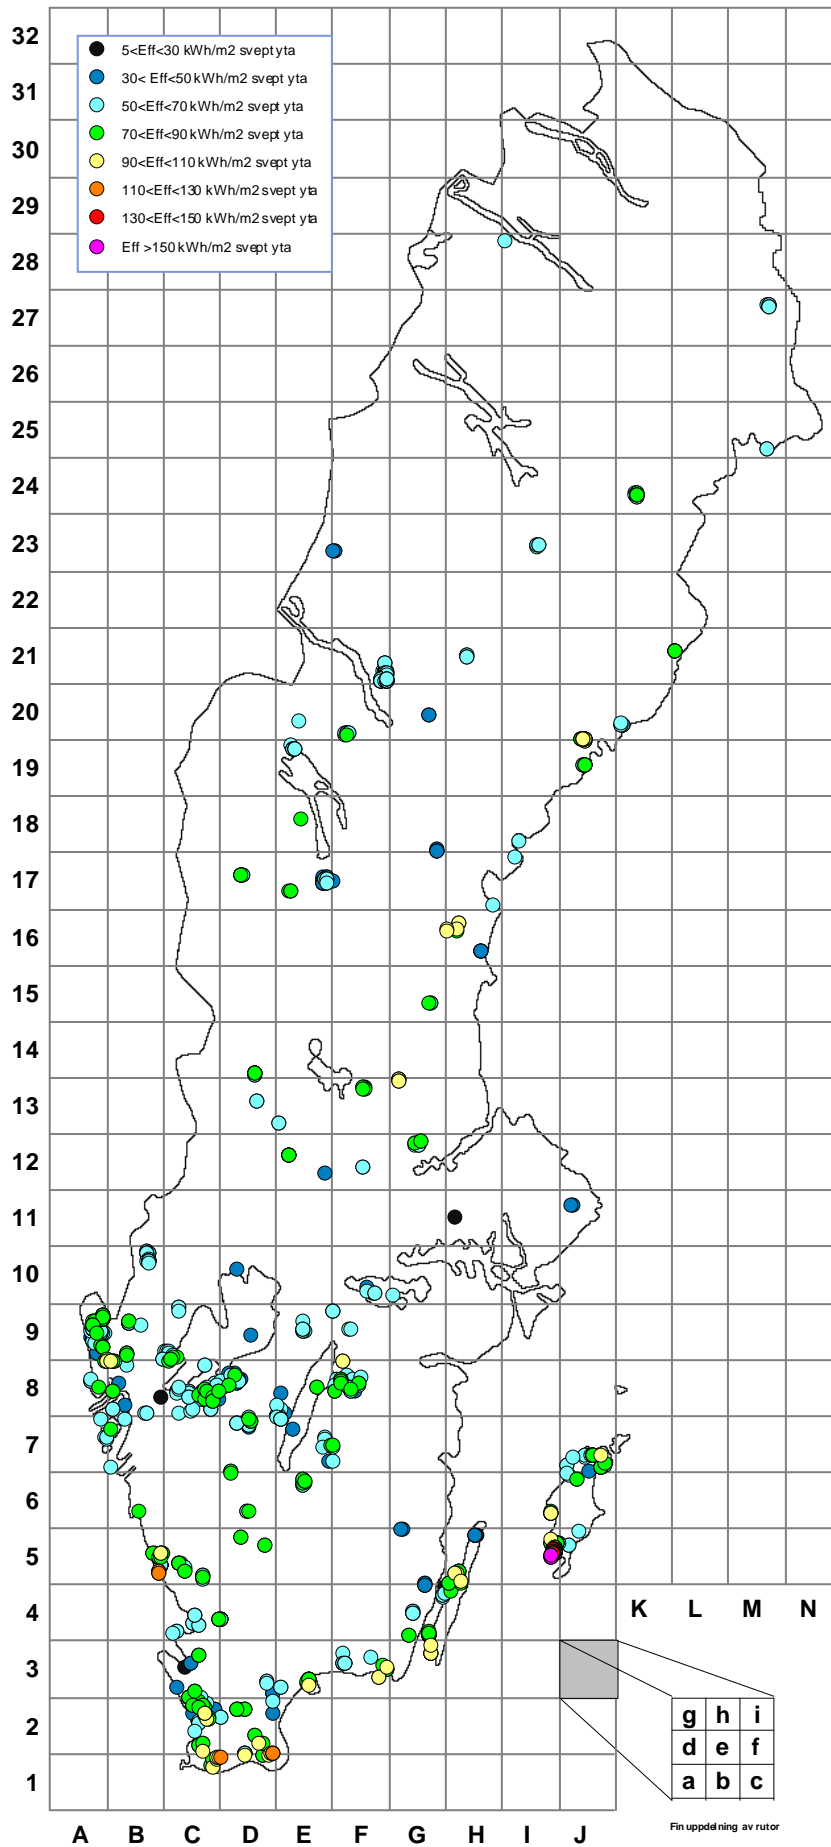 32
5<Eff<30 kWh/m2 svept yta
30< Eff<50 kWh/m2 svept yta
31
50<Eff<70 kWh/m2 svept yta
70<Eff<90 kWh/m2 svept yta
30
90<Eff<110 kWh/m2 svept yta
110<Eff<130 kWh/m2 svept yta
29
130<Eff<150 kWh/m2 svept yta
Eff >150 kWh/m2 svept yta
28
27
26
25
24
23
22
21
20
19
18
17
16
15
14
13
12
11
10
9
8
7
6
5
4
K L M N
3
g h i
2
d e f
1
a b c
A B C D E F G H I J
Fin uppdelning av rutor